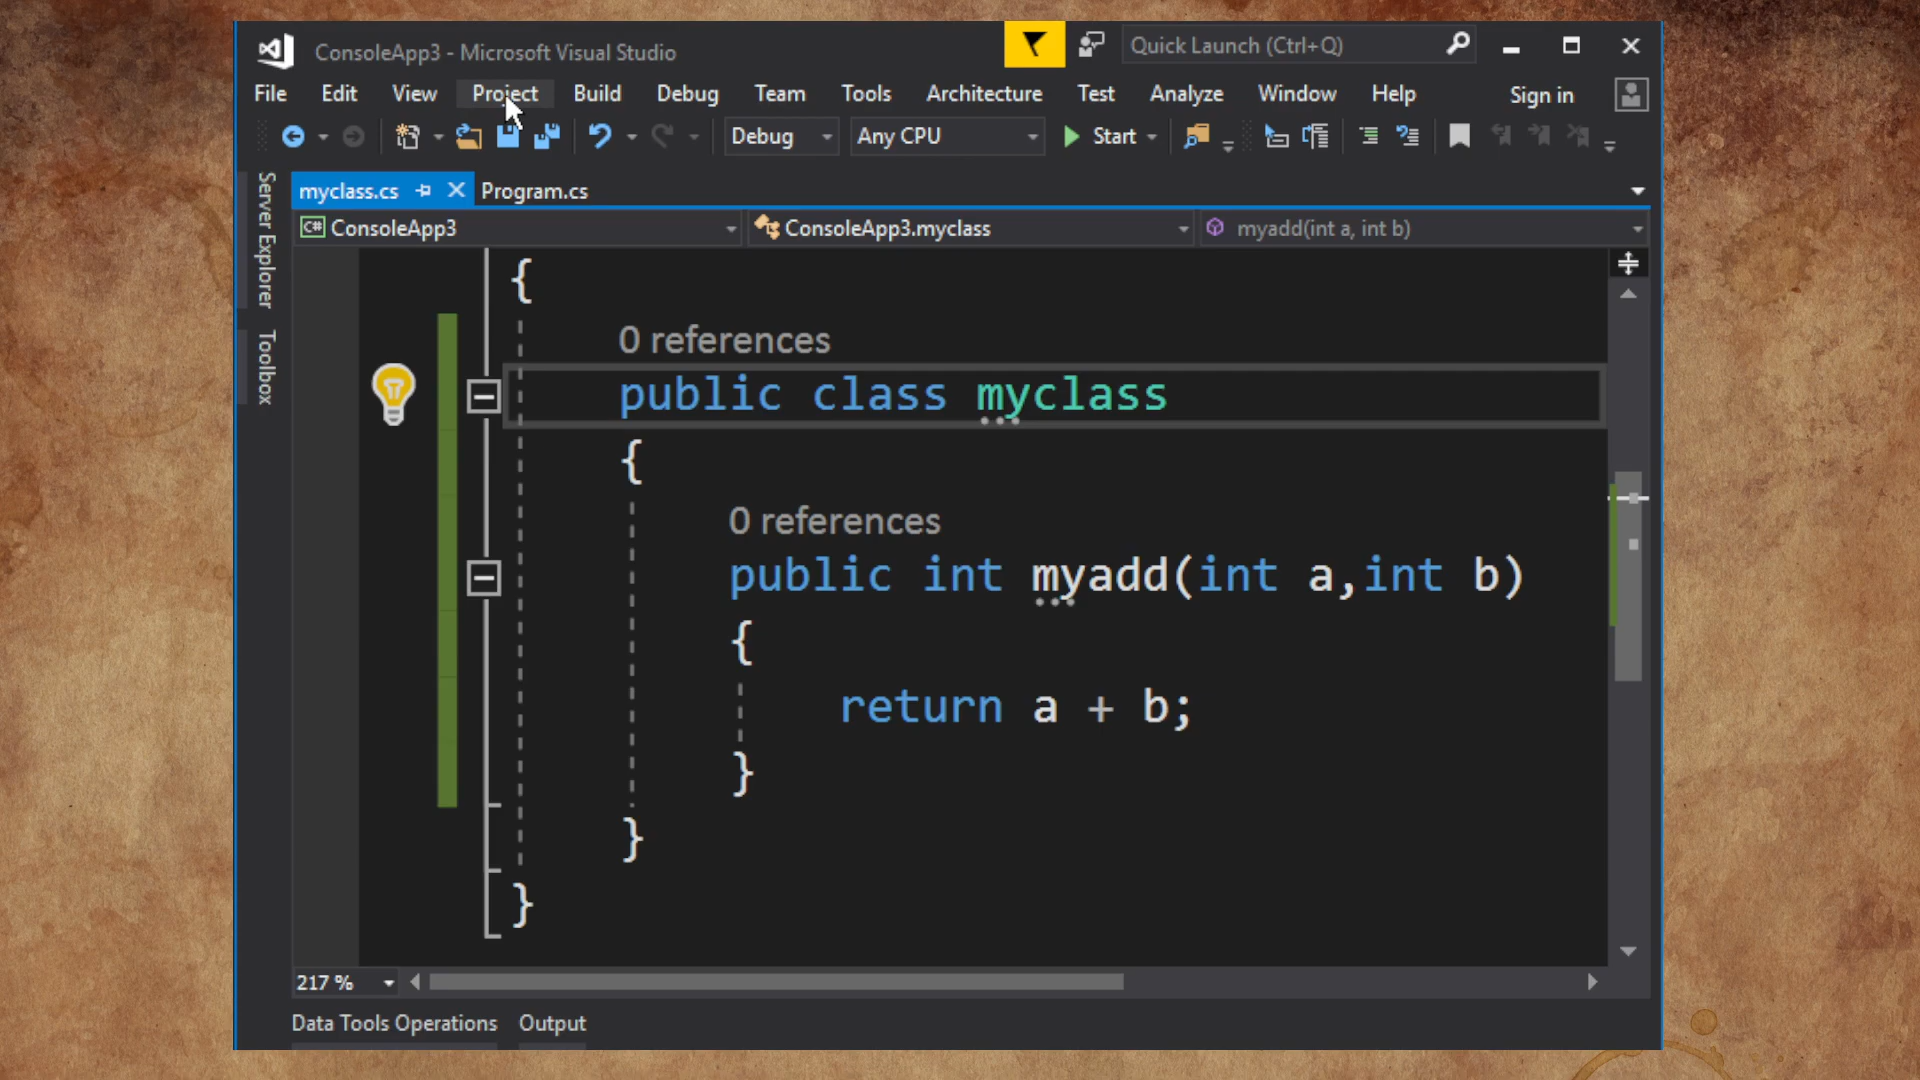 ConsoleApp3 - Microsoft Visual Studio
Quick Launch (Ctrl+Q)
File Edit View Project Build Debug Team Tools Architecture Test Analyze Window Help Sign in
Debug Any CPU Start
Server Explorer
Toolbox
myclass.cs Program.cs
C# ConsoleApp3 ConsoleApp3.myclass myadd(int a, int b)
{
0 references
public class myclass
{
0 references
public int myadd(int a,int b)
{
return a + b;
}
}
}
217 %
Data Tools Operations Output